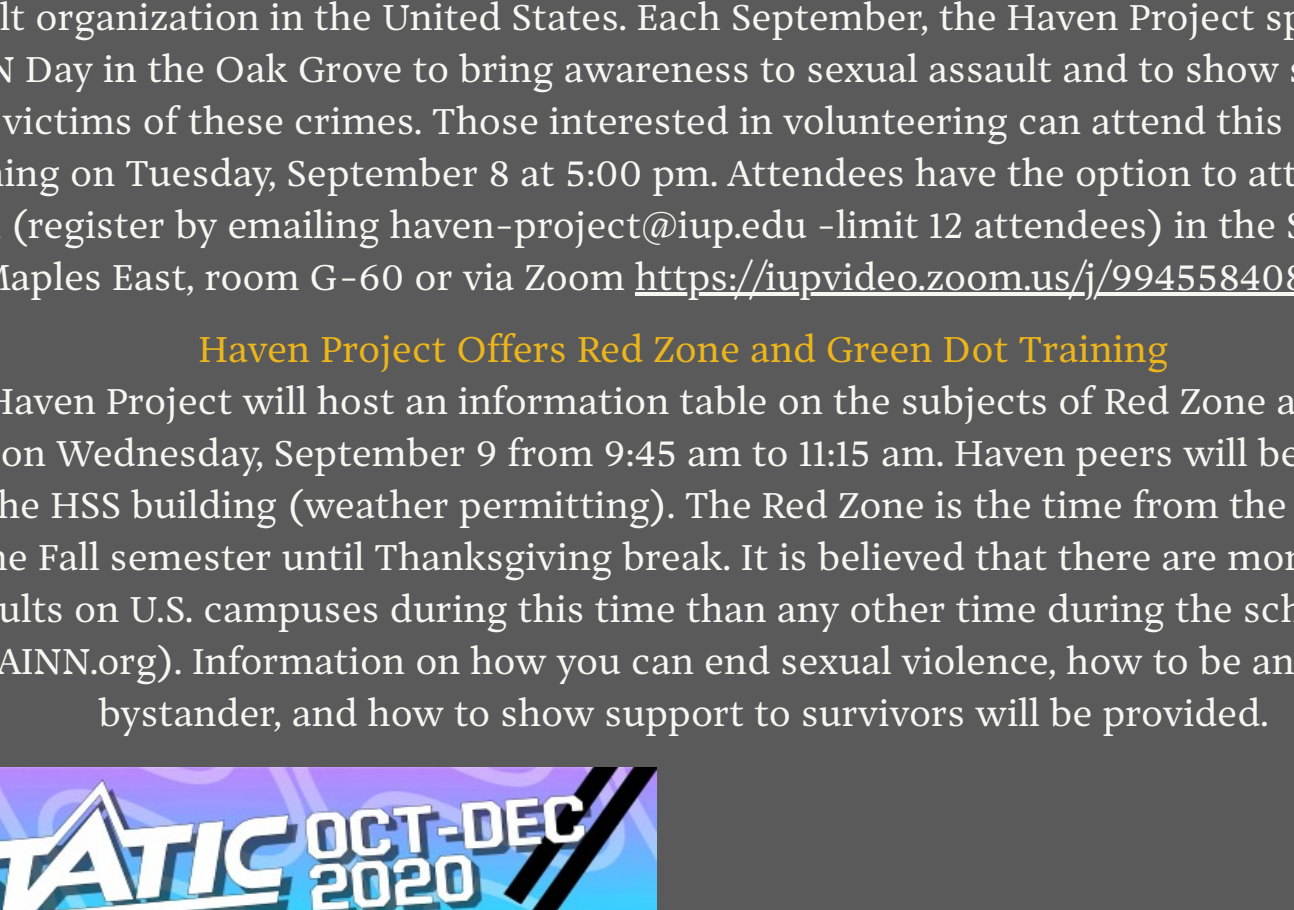 lt organization in the United States. Each September, the Haven Project sp
N Day in the Oak Grove to bring awareness to sexual assault and to show s
victims of these crimes. Those interested in volunteering can attend this
ning on Tuesday, September 8 at 5:00 pm. Attendees have the option to att
(register by emailing haven-project@iup.edu -limit 12 attendees) in the S
Maples East, room G-60 or via Zoom https://iupvideo.zoom.us/j/994558408
Haven Project Offers Red Zone and Green Dot Training
Haven Project will host an information table on the subjects of Red Zone a
on Wednesday, September 9 from 9:45 am to 11:15 am. Haven peers will be
he HSS building (weather permitting). The Red Zone is the time from the
ne Fall semester until Thanksgiving break. It is believed that there are mor
ults on U.S. campuses during this time than any other time during the sch
AINN.org). Information on how you can end sexual violence, how to be an
bystander, and how to show support to survivors will be provided.
TATIC OCT-DEC
2020